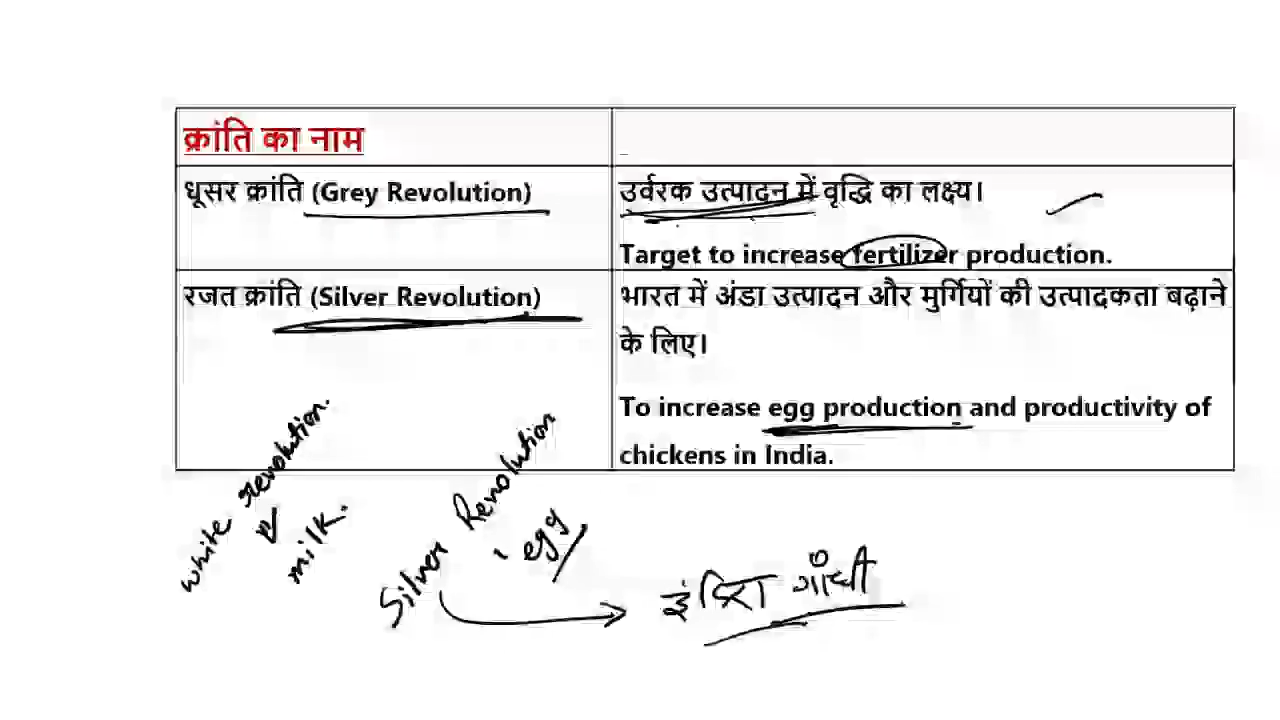 क्रांति का नाम
धूसर क्रांति (Grey Revolution)
उर्वरक उत्पादन में वृद्धि का लक्ष्य।
Target to increase fertilizer production.
रजत क्रांति (Silver Revolution)
भारत में अंडा उत्पादन और मुर्गियों की उत्पादकता बढ़ाने
के लिए।
To increase egg production and productivity of
chickens in India.
white revolution.
milk.
Silver Revolution
egg
इंदिरा गाँधी